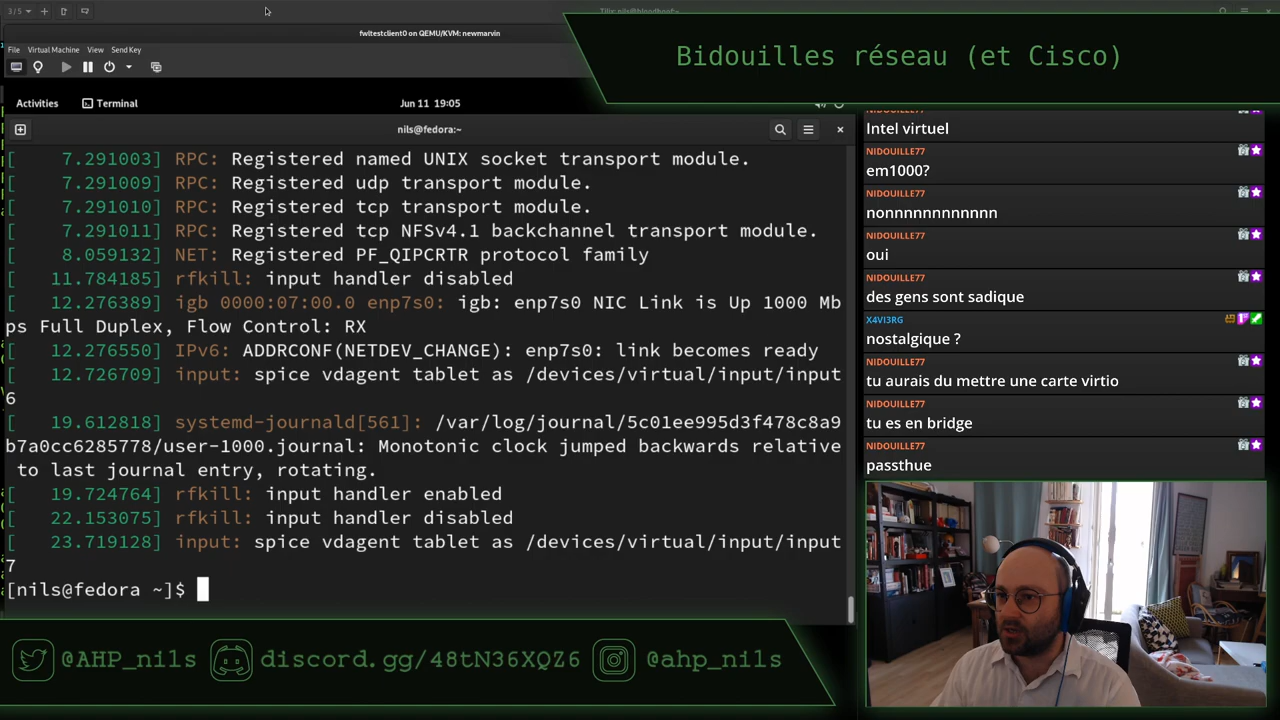 3/5
Tilix: nils@bloodhoof:~
fwltestclient0 on QEMU/KVM: newmarvin
File Virtual Machine View Send Key
Bidouilles réseau (et Cisco)
Activities Terminal Jun 11 19:05
nils@fedora:~
[    7.291003] RPC: Registered named UNIX socket transport module.
[    7.291009] RPC: Registered udp transport module.
[    7.291010] RPC: Registered tcp transport module.
[    7.291011] RPC: Registered tcp NFSv4.1 backchannel transport module.
[    8.059132] NET: Registered PF_QIPCRTR protocol family
[   11.784185] rfkill: input handler disabled
[   12.276389] igb 0000:07:00.0 enp7s0: igb: enp7s0 NIC Link is Up 1000 Mb
ps Full Duplex, Flow Control: RX
[   12.276550] IPv6: ADDRCONF(NETDEV_CHANGE): enp7s0: link becomes ready
[   12.726709] input: spice vdagent tablet as /devices/virtual/input/input
6
[   19.612818] systemd-journald[561]: /var/log/journal/5c01ee995d3f478c8a9
b7a0cc6285778/user-1000.journal: Monotonic clock jumped backwards relative
to last journal entry, rotating.
[   19.724764] rfkill: input handler enabled
[   22.153075] rfkill: input handler disabled
[   23.719128] input: spice vdagent tablet as /devices/virtual/input/input
7
[nils@fedora ~]$
NIDOUILLE77
Intel virtuel
NIDOUILLE77
em1000?
NIDOUILLE77
nonnnnnnnnnnnn
NIDOUILLE77
oui
NIDOUILLE77
des gens sont sadique
X4VI3RG
nostalgique ?
NIDOUILLE77
tu aurais du mettre une carte virtio
NIDOUILLE77
tu es en bridge
NIDOUILLE77
passthue
@AHP_nils discord.gg/48tN36XQZ6 @ahp_nils